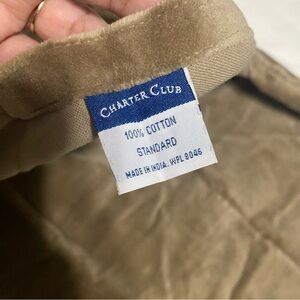 CHARTER CLUB
100% COTTON
STANDARD
MADE IN INDIA. WPL 8046